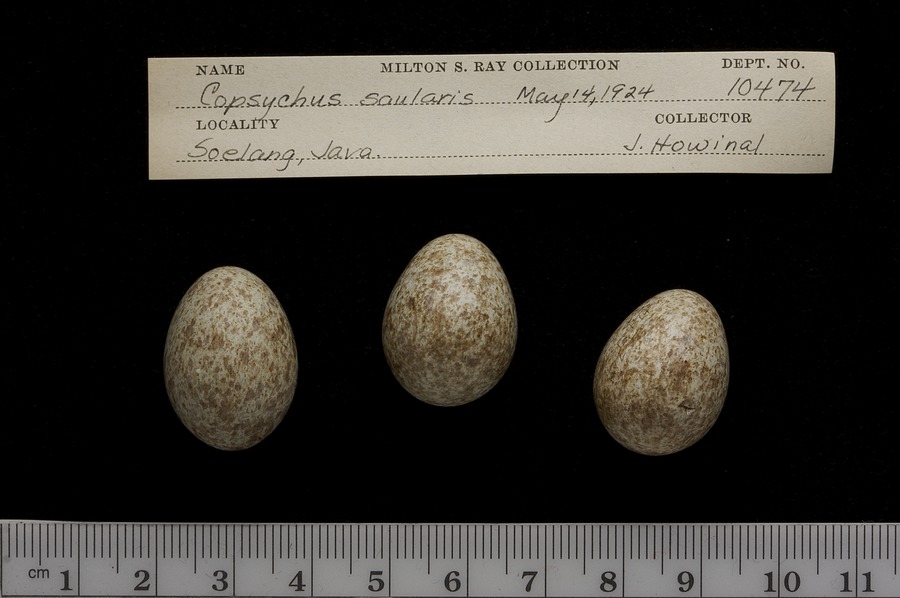 NAME MILTON S. RAY COLLECTION DEPT. NO.
Copsychus saularis May 14, 1924 10474
LOCALITY COLLECTOR
Soelang, Java. J. Howinal
cm 1 2 3 4 5 6 7 8 9 10 11